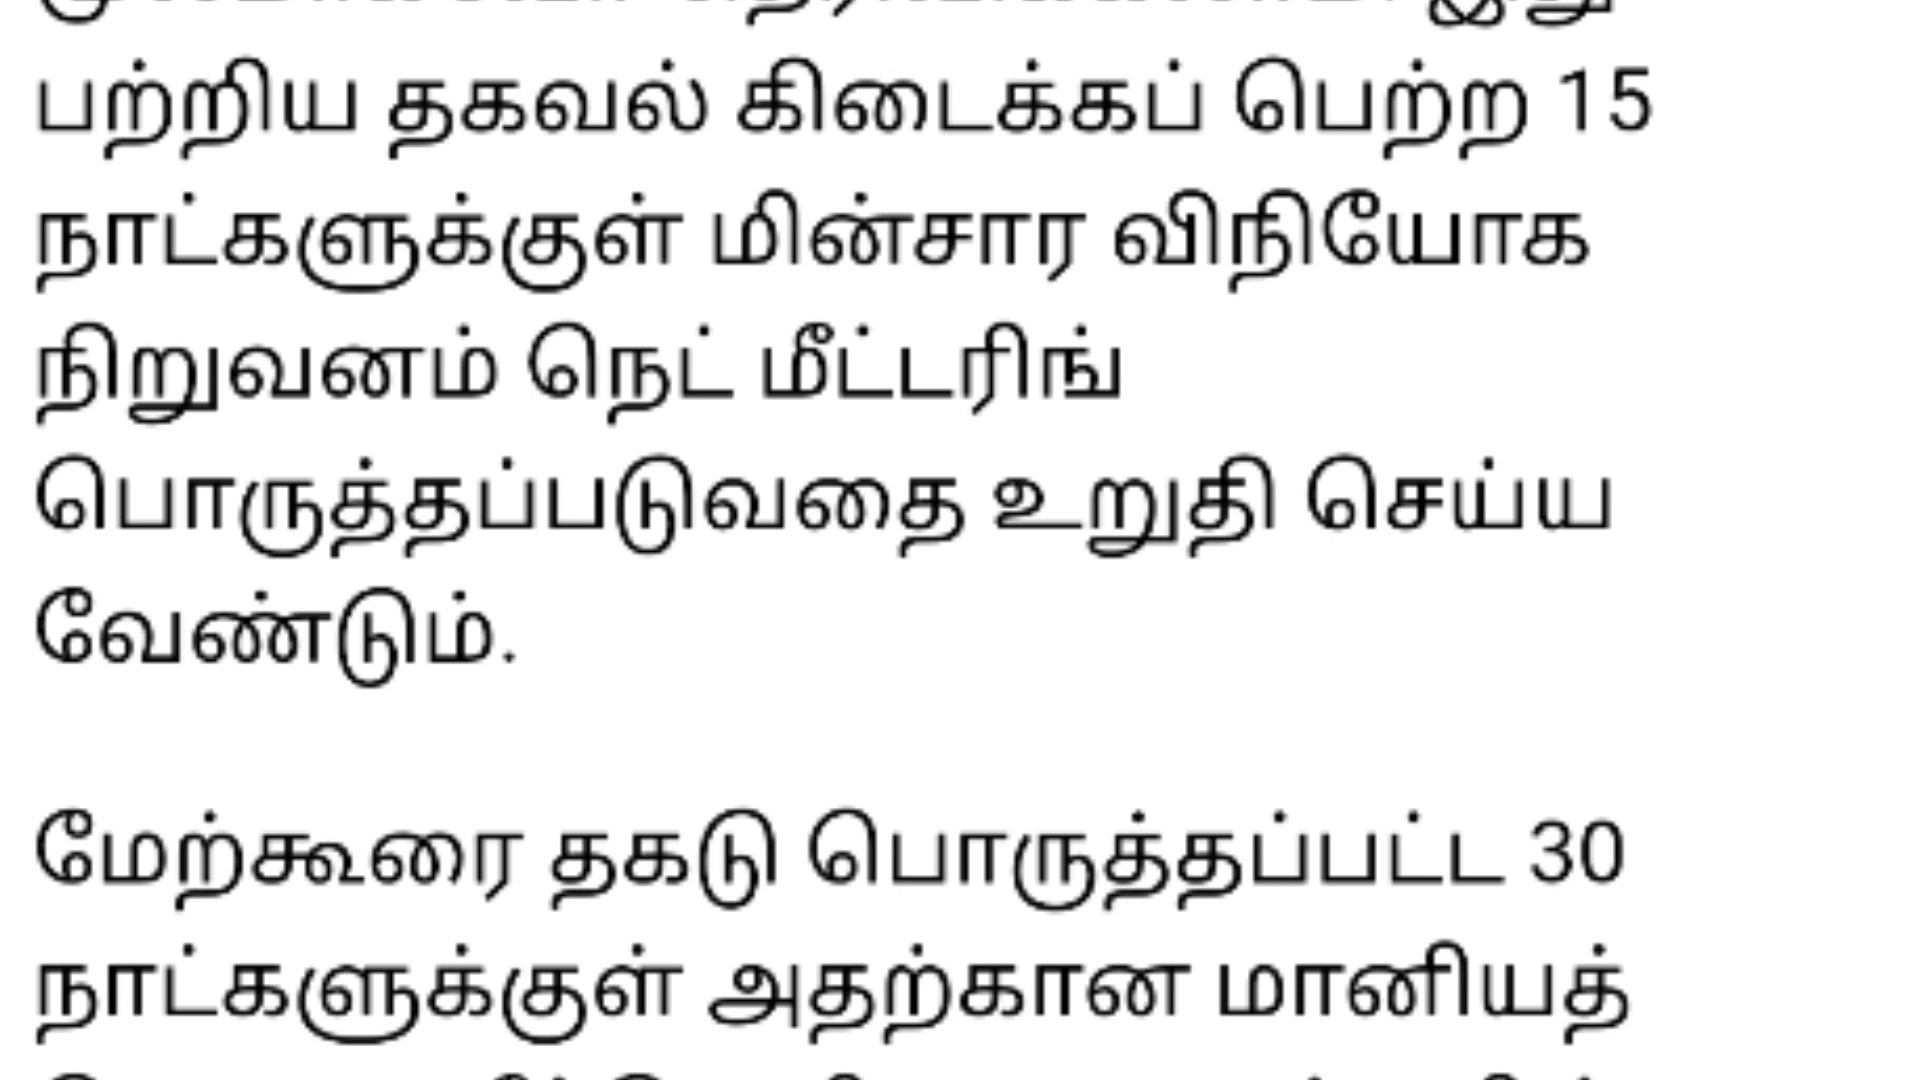 பற்றிய தகவல் கிடைக்கப் பெற்ற 15
நாட்களுக்குள் மின்சார விநியோக
நிறுவனம் நெட் மீட்டரிங்
பொருத்தப்படுவதை உறுதி செய்ய
வேண்டும்.
மேற்கூரை தகடு பொருத்தப்பட்ட 30
நாட்களுக்குள் அதற்கான மானியத்